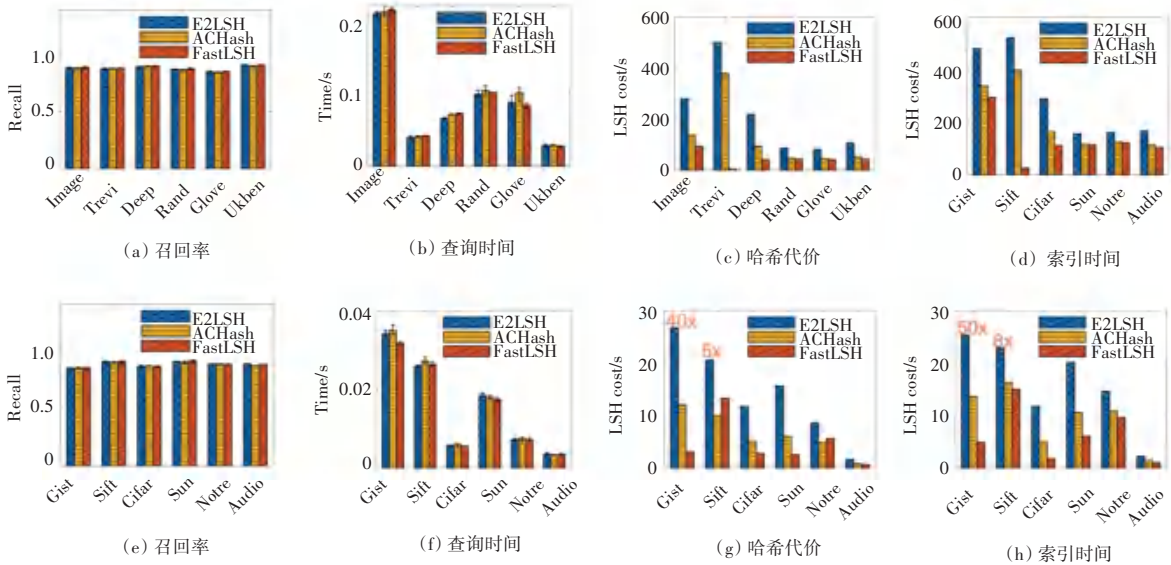 E2LSH
ACHash
FastLSH
Recall
1.0
0.5
0
Image
Trevi
Deep
Rand
Glove
Ukben
(a) 召回率
E2LSH
ACHash
FastLSH
Time/s
0.2
0.1
0
Image
Trevi
Deep
Rand
Glove
Ukben
(b) 查询时间
E2LSH
ACHash
FastLSH
LSH cost/s
600
400
200
0
Image
Trevi
Deep
Rand
Glove
Ukben
(c) 哈希代价
E2LSH
ACHash
FastLSH
LSH cost/s
600
400
200
0
Gist
Sift
Cifar
Sun
Notre
Audio
(d) 索引时间
E2LSH
ACHash
FastLSH
Recall
1.0
0.5
0
Gist
Sift
Cifar
Sun
Notre
Audio
(e) 召回率
E2LSH
ACHash
FastLSH
Time/s
0.04
0.02
0
Gist
Sift
Cifar
Sun
Notre
Audio
(f) 查询时间
E2LSH
ACHash
FastLSH
LSH cost/s
30
20
10
0
40x
5x
Gist
Sift
Cifar
Sun
Notre
Audio
(g) 哈希代价
E2LSH
ACHash
FastLSH
LSH cost/s
30
20
10
0
50x
8x
Gist
Sift
Cifar
Sun
Notre
Audio
(h) 索引时间